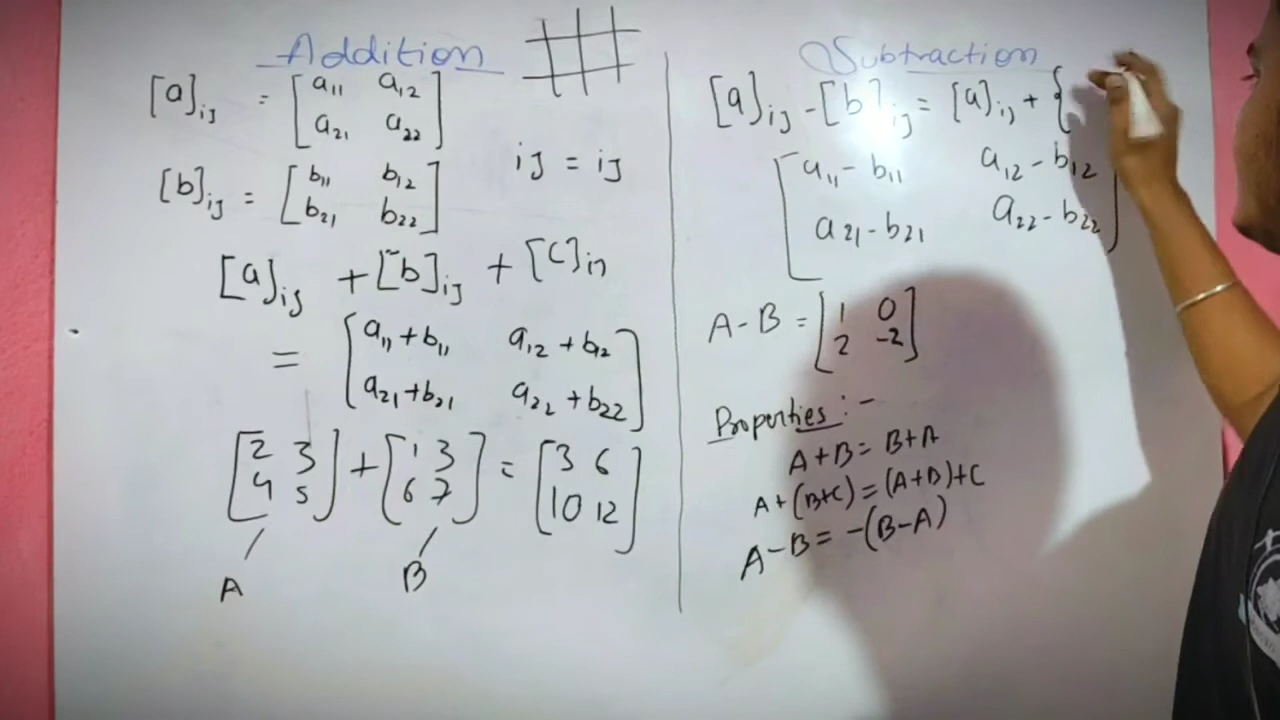 Addition
[a]ij = [a11 a12
a21 a22]
ij = ij
[b]ij = [b11 b12
b21 b22]
[a]ij + [b]ij + [c]in
= [a11+b11 a12+b12
a21+b21 a22+b22]
[2 3 + [1 3 = [3 6
4 5] 6 7] 10 12]
A B
Subtraction
[a]ij - [b]ij = [a]ij + {
[a11-b11 a12-b12
a21-b21 a22-b22]
A-B = [1 0
2 -2]
Properties:-
A+B=B+A
A+(B+C)=(A+B)+C
A-B=-(B-A)